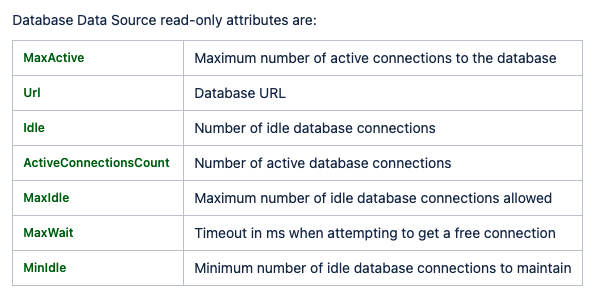 Database Data Source read-only attributes are:
MaxActive Maximum number of active connections to the database
Url Database URL
Idle Number of idle database connections
ActiveConnectionsCount Number of active database connections
MaxIdle Maximum number of idle database connections allowed
MaxWait Timeout in ms when attempting to get a free connection
MinIdle Minimum number of idle database connections to maintain